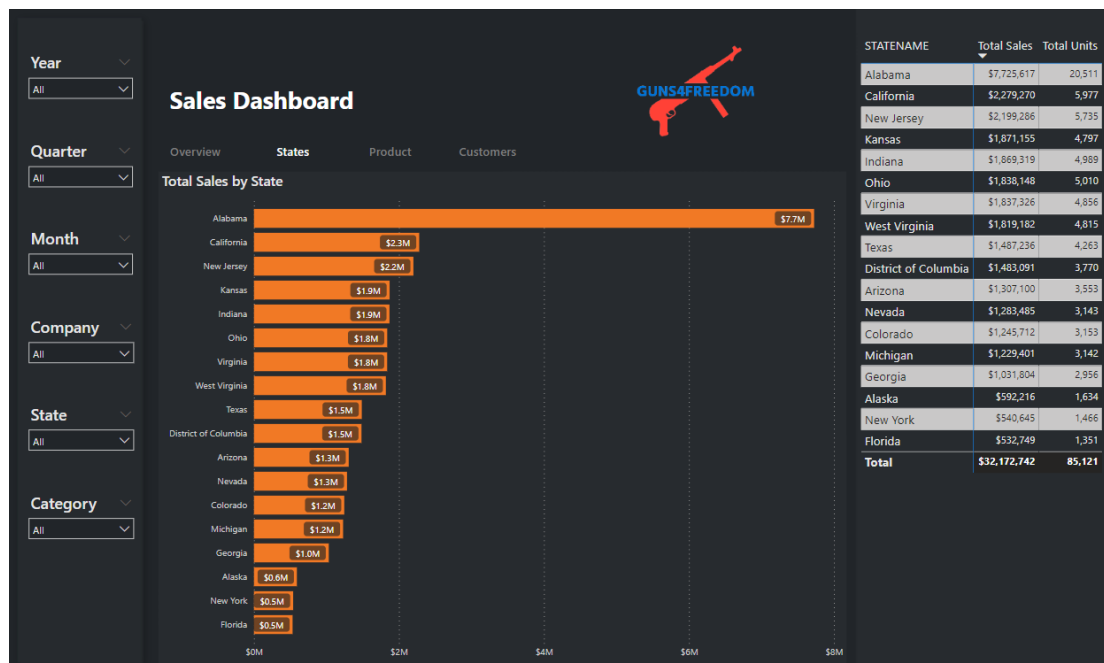 Year
All
Quarter
All
Month
All
Company
All
State
All
Category
All
Sales Dashboard
GUNS4FREEDOM
Overview States Product Customers
Total Sales by State
Alabama $7.7M
California $2.3M
New Jersey $2.2M
Kansas $1.9M
Indiana $1.9M
Ohio $1.8M
Virginia $1.8M
West Virginia $1.8M
Texas $1.5M
District of Columbia $1.5M
Arizona $1.3M
Nevada $1.3M
Colorado $1.2M
Michigan $1.2M
Georgia $1.0M
Alaska $0.6M
New York $0.5M
Florida $0.5M
$0M $2M $4M $6M $8M
STATENAME Total Sales Total Units
Alabama $7,725,617 20,511
California $2,279,270 5,977
New Jersey $2,199,286 5,735
Kansas $1,871,155 4,797
Indiana $1,869,319 4,989
Ohio $1,838,148 5,010
Virginia $1,837,326 4,856
West Virginia $1,819,182 4,815
Texas $1,487,236 4,263
District of Columbia $1,483,091 3,770
Arizona $1,307,100 3,553
Nevada $1,283,485 3,143
Colorado $1,245,712 3,153
Michigan $1,229,401 3,142
Georgia $1,031,804 2,956
Alaska $592,216 1,634
New York $540,645 1,466
Florida $532,749 1,351
Total $32,172,742 85,121